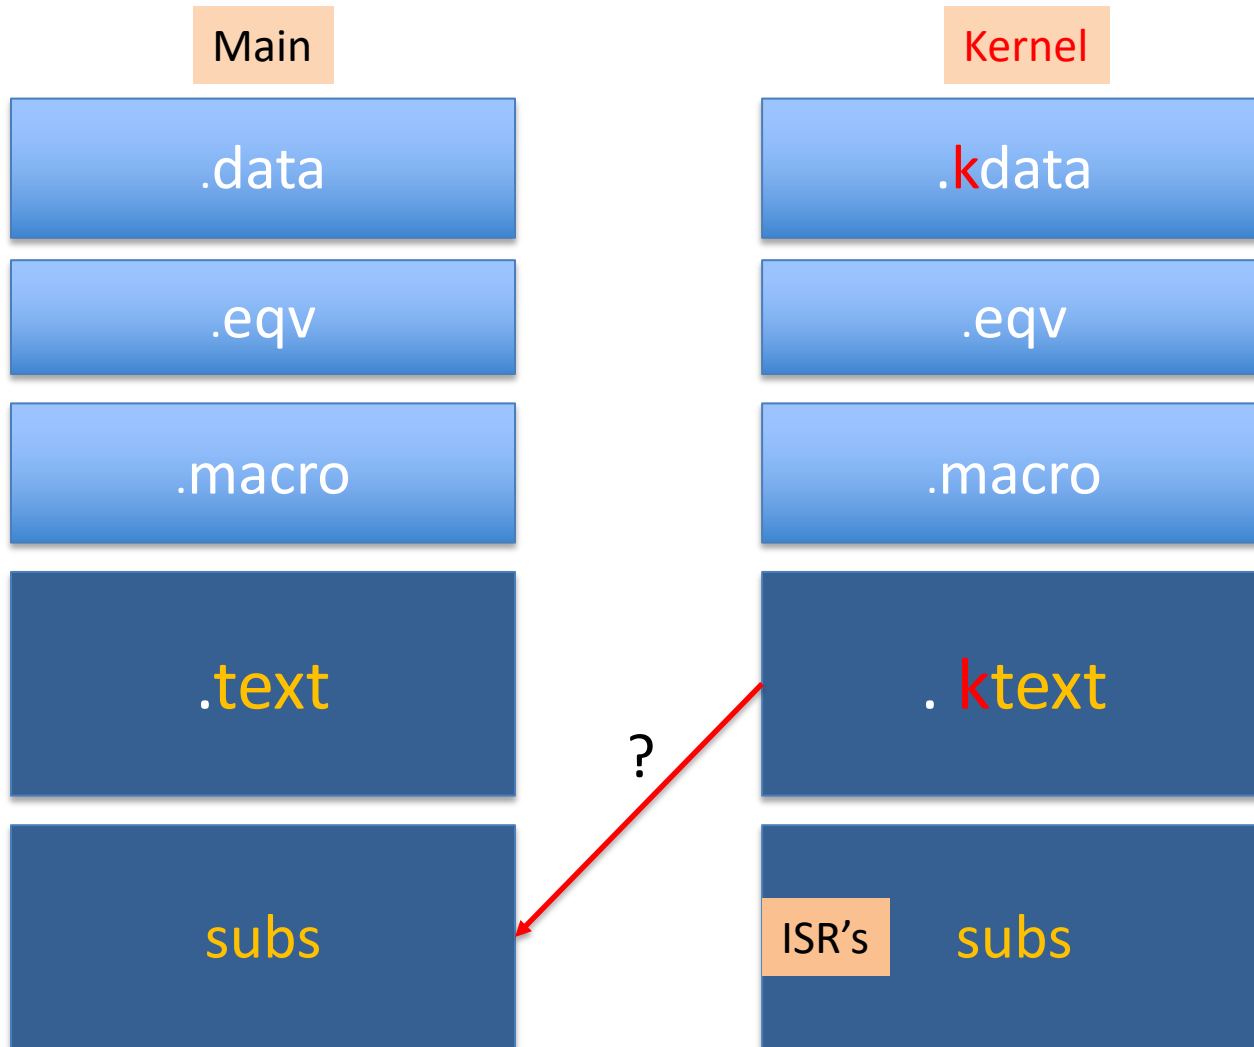 Main
Kernel
.data
.kdata
.eqv
.eqv
.macro
.macro
.text
. ktext
?
subs
ISR’s
subs